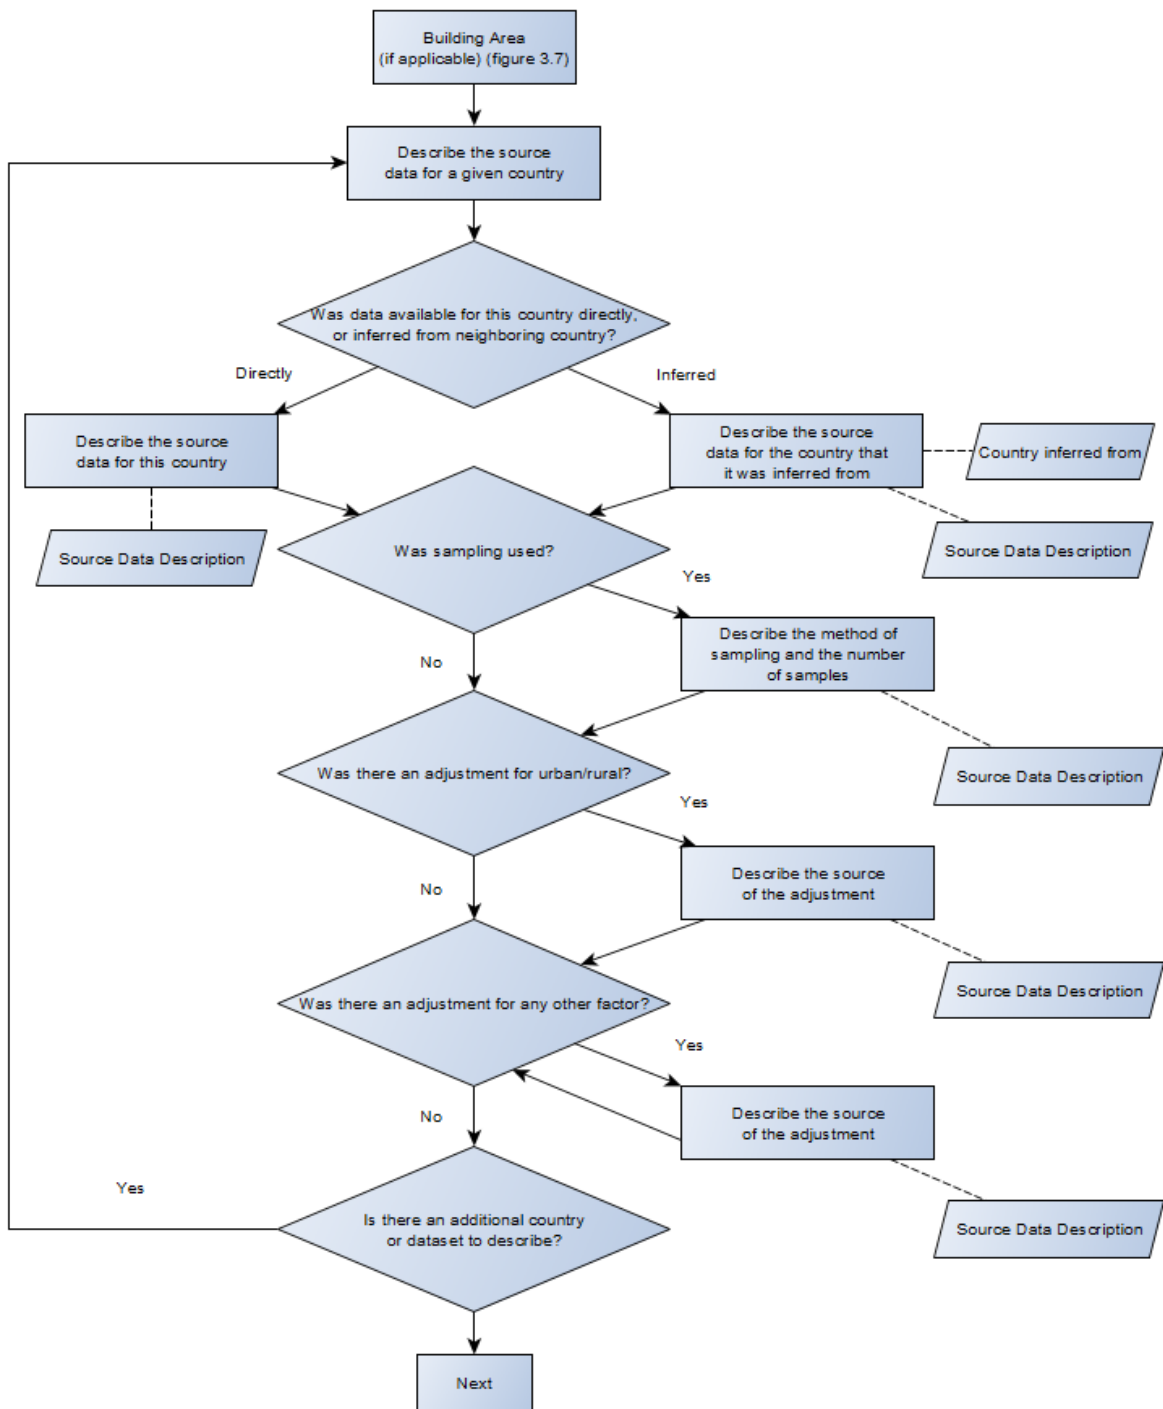 Building Area
(if applicable) (figure 3.7)
Describe the source
data for a given country
Was data available for this country directly,
or inferred from neighboring country?
Directly
Inferred
Describe the source
data for this country
Describe the source
data for the country that
it was inferred from
Country inferred from
Source Data Description
Was sampling used?
Source Data Description
Yes
Describe the method of
sampling and the number
of samples
No
Source Data Description
Was there an adjustment for urban/rural?
Yes
Describe the source
of the adjustment
No
Source Data Description
Was there an adjustment for any other factor?
Yes
Describe the source
of the adjustment
No
Source Data Description
Yes
Is there an additional country
or dataset to describe?
Next